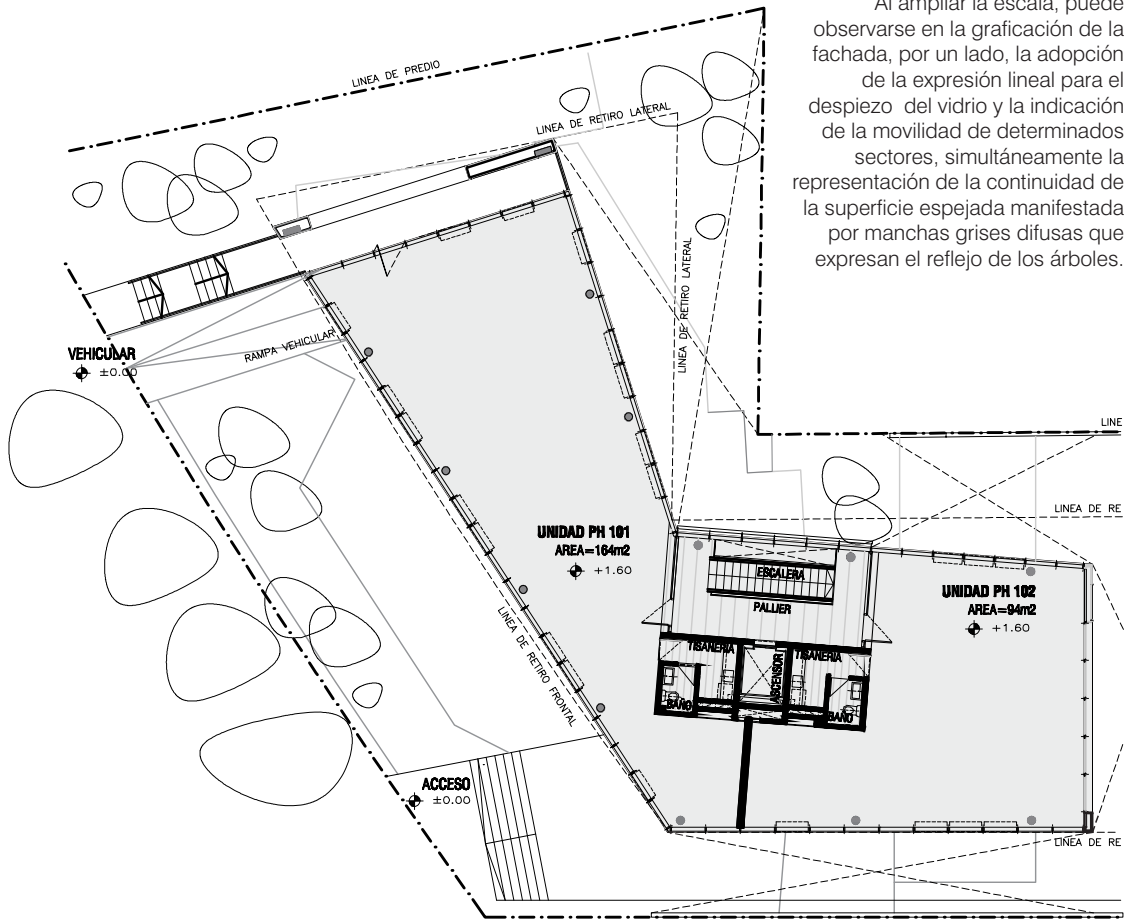 Al ampliar la escala, puede
observarse en la graficación de la
fachada, por un lado, la adopción
de la expresión lineal para el
despiezo del vidrio y la indicación
de la movilidad de determinados
sectores, simultáneamente la
representación de la continuidad de
la superficie espejada manifestada
por manchas grises difusas que
expresan el reflejo de los árboles.
LINEA DE PREDIO
LINEA DE RETIRO LATERAL
LINEA DE RETIRO LATERAL
RAMPA VEHICULAR
VEHICULAR
±0.00
LINE
LINEA DE RE
UNIDAD PH 101
AREA=164m2
+1.60
ESCALERA
PALLIER
UNIDAD PH 102
AREA=94m2
+1.60
TISANERIA
ASCENSOR
TISANERIA
BAÑO
BAÑO
LINEA DE RETIRO FRONTAL
ACCESO
±0.00
LINEA DE RE